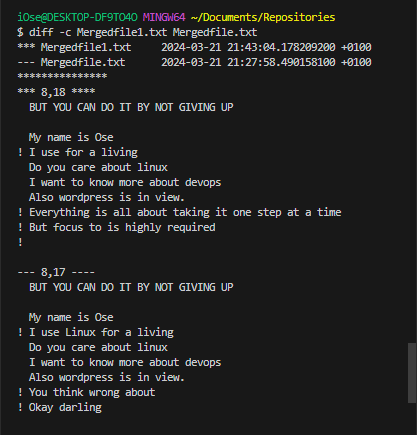 iOse@DESKTOP-DF9TO4O MINGW64 ~/Documents/Repositories
$ diff -c Mergedfile1.txt Mergedfile.txt
*** Mergedfile1.txt     2024-03-21 21:43:04.178209200 +0100
--- Mergedfile.txt      2024-03-21 21:27:58.490158100 +0100
***************
*** 8,18 ****
  BUT YOU CAN DO IT BY NOT GIVING UP

  My name is Ose
! I use for a living
  Do you care about linux
  I want to know more about devops
  Also wordpress is in view.
! Everything is all about taking it one step at a time
! But focus to is highly required
!

--- 8,17 ----
  BUT YOU CAN DO IT BY NOT GIVING UP

  My name is Ose
! I use Linux for a living
  Do you care about linux
  I want to know more about devops
  Also wordpress is in view.
! You think wrong about
! Okay darling